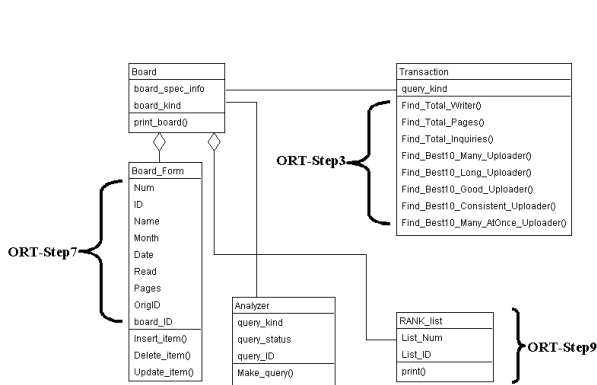 Board
board_spec_info
board_kind
print_board()
Transaction
query_kind
Find_Total_Writer()
Find_Total_Pages()
Find_Total_Inquiries()
Find_Best10_Many_Uploader()
Find_Best10_Long_Uploader()
Find_Best10_Good_Uploader()
Find_Best10_Consistent_Uploader()
Find_Best10_Many_AtOnce_Uploader()
ORT-Step3
Board_Form
Num
ID
Name
Month
Date
Read
Pages
OrigID
board_ID
Insert_item()
Delete_item()
Update_item()
ORT-Step7
Analyzer
query_kind
query_status
query_ID
Make_query()
RANK_list
List_Num
List_ID
print()
ORT-Step9